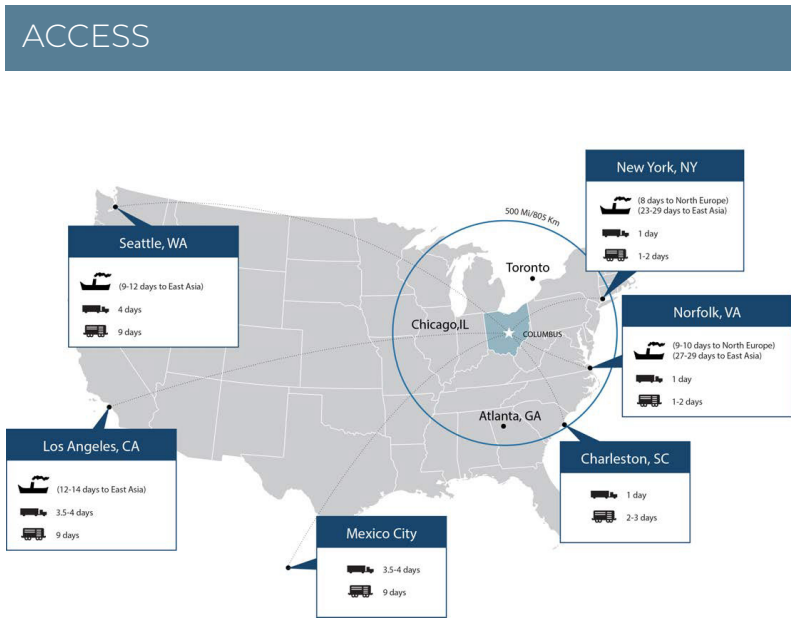 ACCESS
500 Mi/805 Km
New York, NY
(8 days to North Europe)
(23-29 days to East Asia)
1 day
1-2 days
Seattle, WA
(9-12 days to East Asia)
4 days
9 days
Toronto
Chicago,IL
COLUMBUS
Norfolk, VA
(9-10 days to North Europe)
(27-29 days to East Asia)
1 day
1-2 days
Atlanta, GA
Los Angeles, CA
(12-14 days to East Asia)
3.5-4 days
9 days
Charleston, SC
1 day
2-3 days
Mexico City
3.5-4 days
9 days